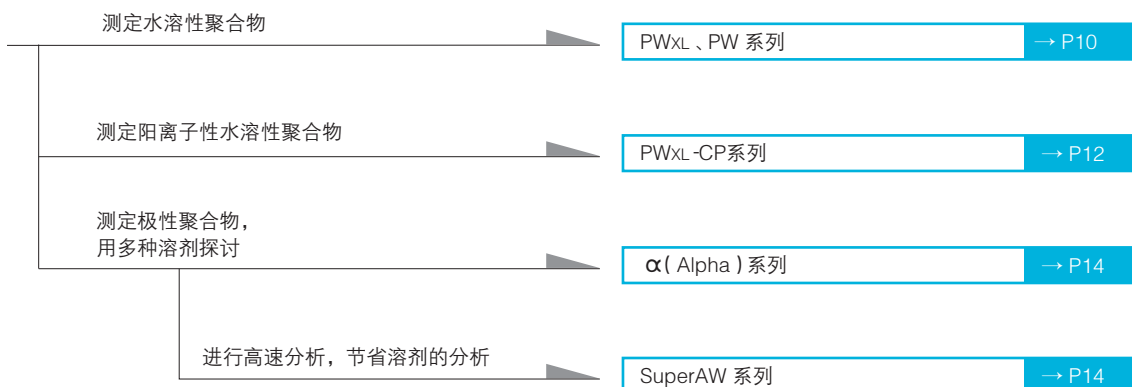 测定水溶性聚合物
PWXL、PW 系列 → P10
测定阳离子性水溶性聚合物
PWXL-CP系列 → P12
测定极性聚合物，
用多种溶剂探讨
α( Alpha ) 系列 → P14
进行高速分析，节省溶剂的分析
SuperAW 系列 → P14